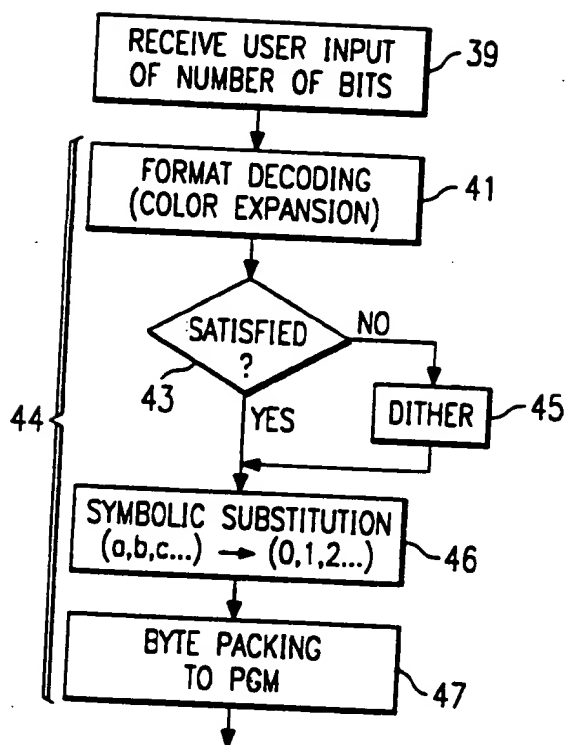 RECEIVE USER INPUT
OF NUMBER OF BITS
39
FORMAT DECODING
(COLOR EXPANSION)
41
SATISFIED
?
43
NO
YES
DITHER
45
44
SYMBOLIC SUBSTITUTION
(a,b,c...) → (0,1,2...)
46
BYTE PACKING
TO PGM
47